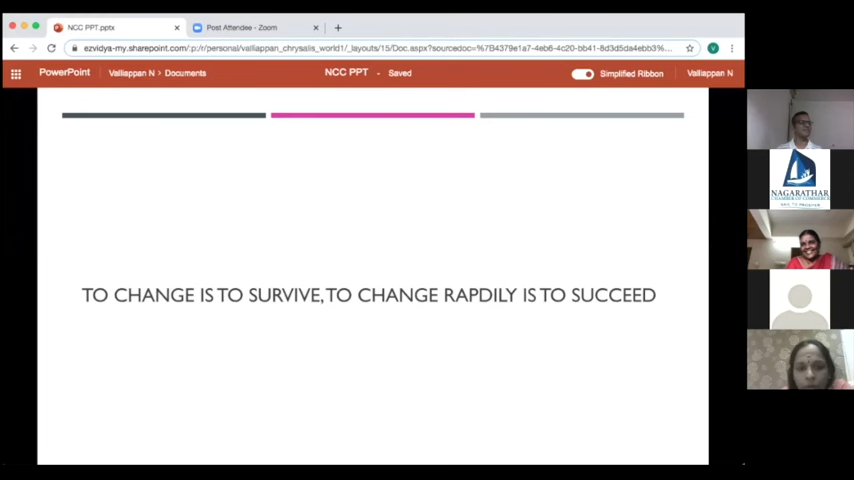 NCC PPT.pptx
Post Attendee - Zoom
ezvidya-my.sharepoint.com/:p:/r/personal/valliappan_chrysalis_world1/_layouts/15/Doc.aspx?sourcedoc=%7B4379e1a7-4eb6-4c20-bb41-8d3d5da4ebb3%...
V
PowerPoint
Valliappan N > Documents
NCC PPT - Saved
Simplified Ribbon
Valliappan N
TO CHANGE IS TO SURVIVE, TO CHANGE RAPDILY IS TO SUCCEED
NAGARATHAR
CHAMBER OF COMMERCE